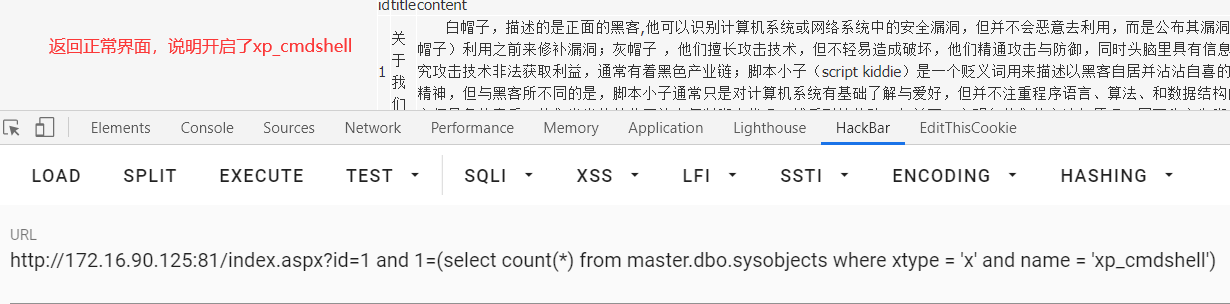 idtitlecontent
返回正常界面，说明开启了xp_cmdshell
1
关于我们
白帽子，描述的是正面的黑客,他可以识别计算机系统或网络系统中的安全漏洞，但并不会恶意去利用，而是公布其漏洞
帽子）利用之前来修补漏洞；灰帽子 ，他们擅长攻击技术，但不轻易造成破坏，他们精通攻击与防御，同时头脑里具有信息
究攻击技术非法获取利益，通常有着黑色产业链；脚本小子（script kiddie）是一个贬义词用来描述以黑客自居并沾沾自喜的
精神，但与黑客所不同的是，脚本小子通常只是对计算机系统有基础了解与爱好，但并不注重程序语言、算法、和数据结构的
Elements Console Sources Network Performance Memory Application Lighthouse HackBar EditThisCookie
LOAD SPLIT EXECUTE TEST SQLI XSS LFI SSTI ENCODING HASHING
URL
http://172.16.90.125:81/index.aspx?id=1 and 1=(select count(*) from master.dbo.sysobjects where xtype = 'x' and name = 'xp_cmdshell')